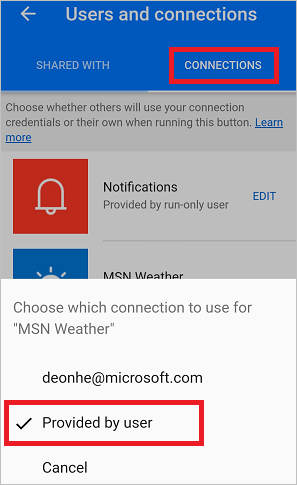 Users and connections
SHARED WITH
CONNECTIONS
Choose whether others will use your connection
credentials or their own when running this button. Learn
more
Notifications
Provided by run-only user
EDIT
MSN Weather
Choose which connection to use for
"MSN Weather"
deonhe@microsoft.com
Provided by user
Cancel